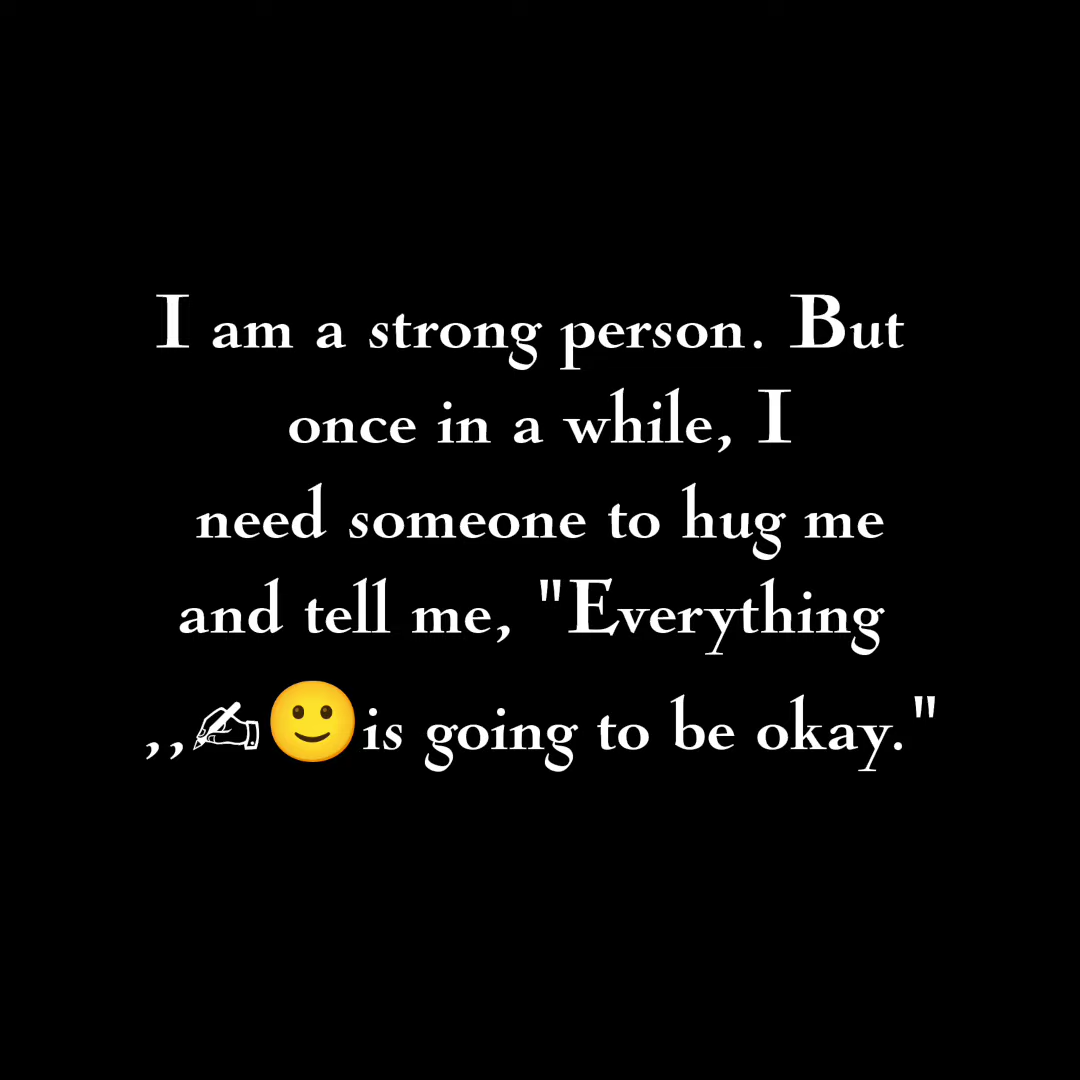 I am a strong person. But
once in a while, I
need someone to hug me
and tell me, "Everything
,,✍🙂is going to be okay."